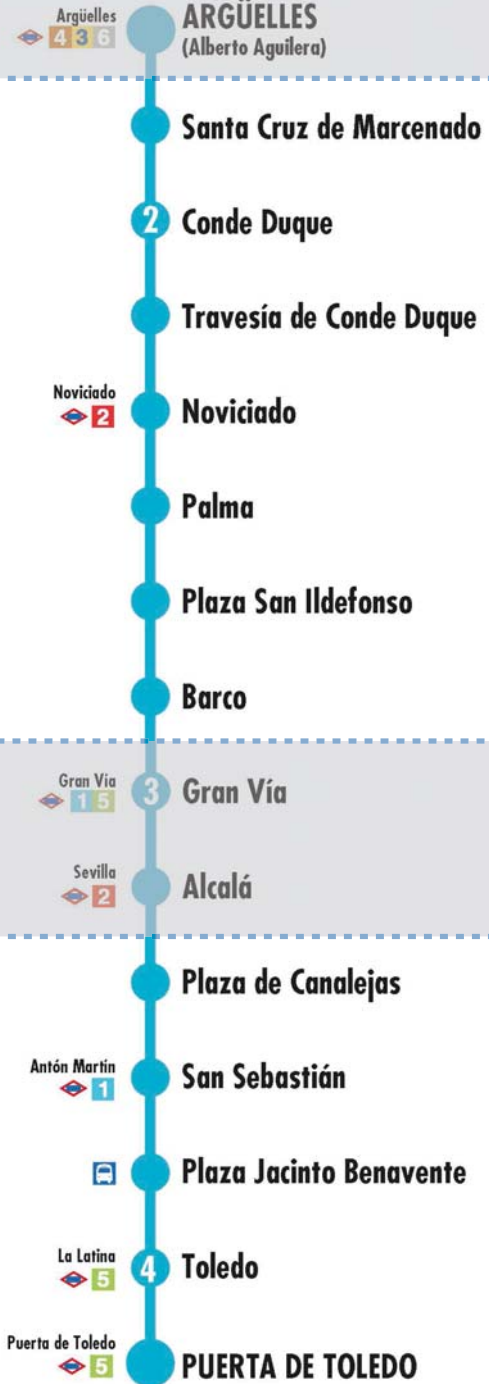 Argüelles
4 3 6
ARGÜELLES
(Alberto Aguilera)
Santa Cruz de Marcenado
2 Conde Duque
Travesía de Conde Duque
Noviciado
2
Noviciado
Palma
Plaza San Ildefonso
Barco
Gran Vía
1 5
3 Gran Vía
Sevilla
2
Alcalá
Plaza de Canalejas
Antón Martín
1
San Sebastián
Plaza Jacinto Benavente
La Latina
5
4 Toledo
Puerta de Toledo
5
PUERTA DE TOLEDO